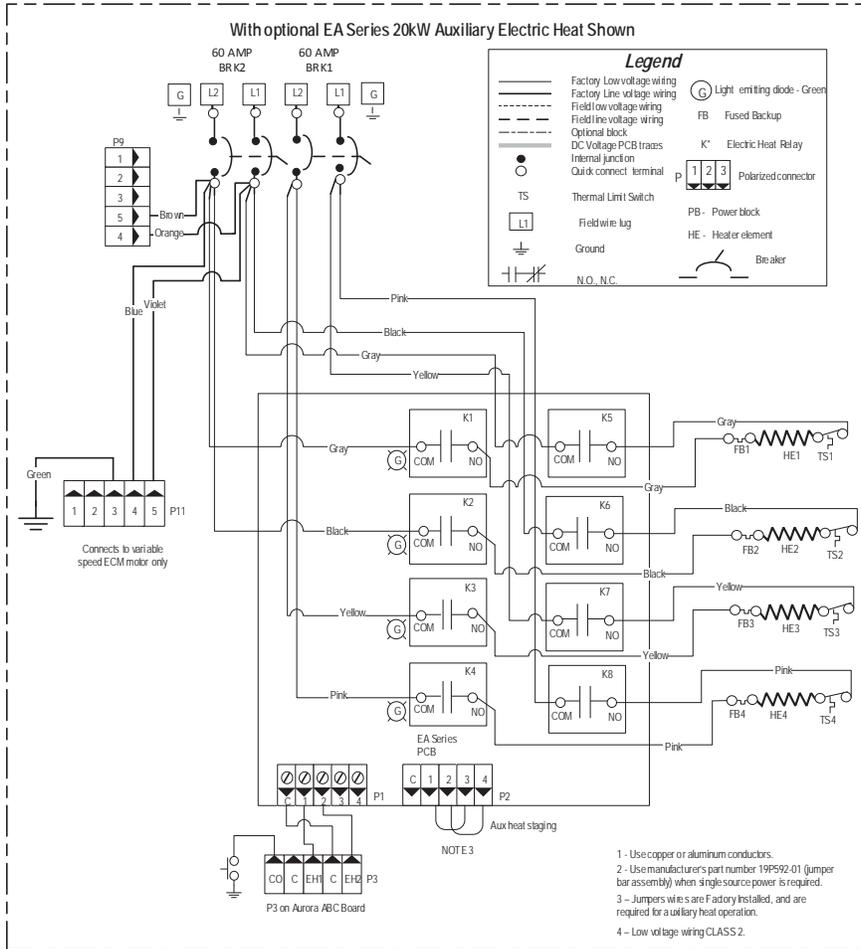 With optional EA Series 20kW Auxiliary Electric Heat Shown
60 AMP
BRK2
60 AMP
BRK1
G
L2
L1
L2
L1
G
Legend
Factory Low voltage wiring
Factory Line voltage wiring
Field low voltage wiring
Field line voltage wiring
Optional block
DC Voltage PCB traces
Internal junction
Quick connect terminal
TS
Thermal Limit Switch
L1
Field wire lug
Ground
N.O., N.C.
G
Light emitting diode - Green
FB
Fused Backup
K*
Electric Heat Relay
P
1 2 3
Polarized connector
PB - Power block
HE - Heater element
Breaker
P9
1
2
3
5
4
Brown
Orange
Blue
Violet
Pink
Black
Gray
Yellow
Green
1 2 3 4 5
P11
Connects to variable
speed ECM motor only
Gray
G
COM
K1
NO
K5
COM
NO
Gray
FB1
HE1
TS1
Gray
Black
G
COM
K2
NO
K6
COM
NO
Black
FB2
HE2
TS2
Black
Yellow
G
COM
K3
NO
K7
COM
NO
Yellow
FB3
HE3
TS3
Yellow
Pink
G
COM
K4
NO
K8
COM
NO
Pink
FB4
HE4
TS4
Pink
EA Series
PCB
C 1 2 3 4
P1
C 1 2 3 4
P2
Aux heat staging
NOTE 3
CO C EH1 C EH2
P3
P3 on Aurora ABC Board
1 - Use copper or aluminum conductors.
2 - Use manufacturer's part number 19P592-01 (jumper
bar assembly) when single source power is required.
3 – Jumpers wires are Factory Installed, and are
required for auxiliary heat operation.
4 – Low voltage wiring CLASS 2.